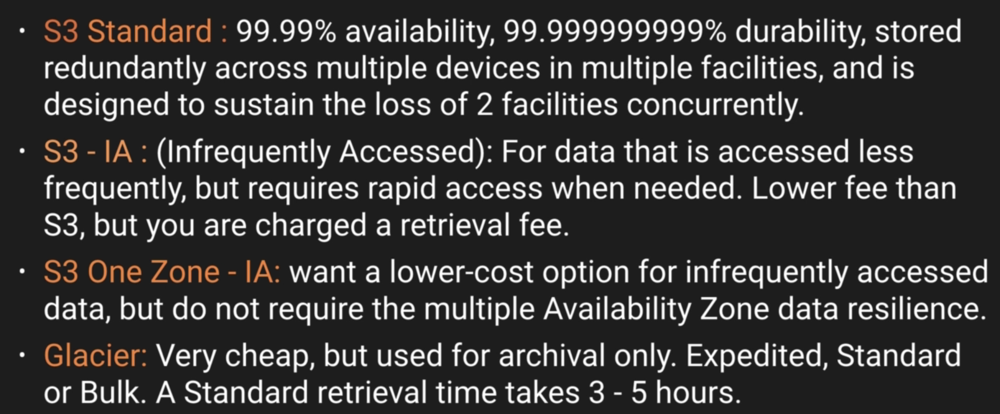 • S3 Standard : 99.99% availability, 99.999999999% durability, stored
redundantly across multiple devices in multiple facilities, and is
designed to sustain the loss of 2 facilities concurrently.
• S3 - IA : (Infrequently Accessed): For data that is accessed less
frequently, but requires rapid access when needed. Lower fee than
S3, but you are charged a retrieval fee.
• S3 One Zone - IA: want a lower-cost option for infrequently accessed
data, but do not require the multiple Availability Zone data resilience.
• Glacier: Very cheap, but used for archival only. Expedited, Standard
or Bulk. A Standard retrieval time takes 3 - 5 hours.